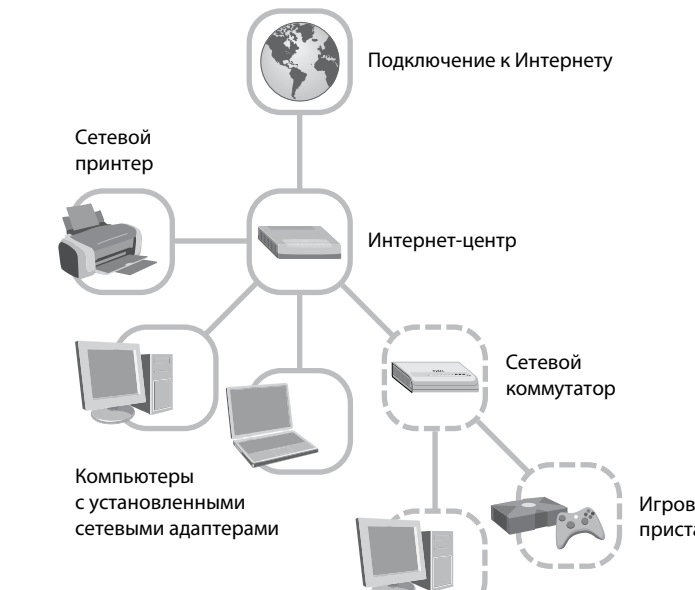 Подключение к Интернету
Сетевой
принтер
Интернет-центр
Сетевой
коммутатор
Компьютеры
с установленными
сетевыми адаптерами